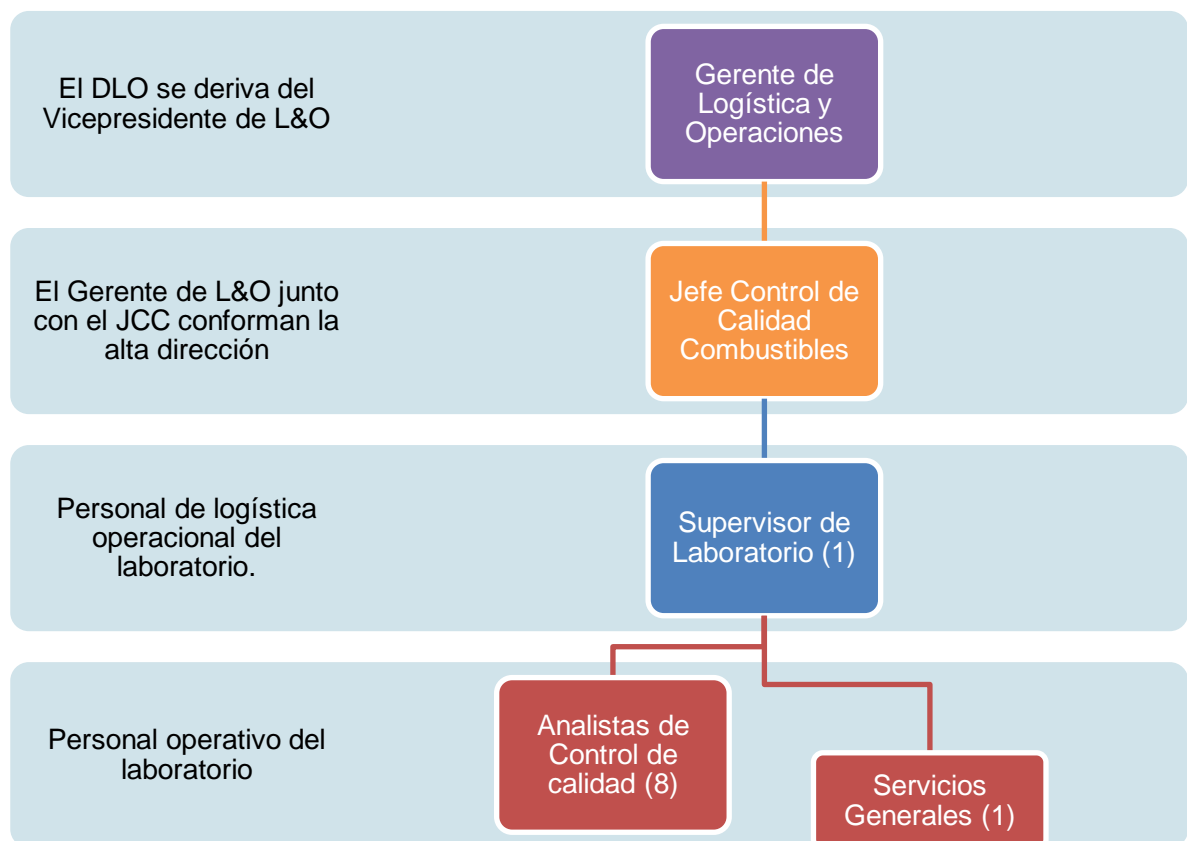 El DLO se deriva del
Vicepresidente de L&O
Gerente de
Logística y
Operaciones
El Gerente de L&O junto
con el JCC conforman la
alta dirección
Jefe Control de
Calidad
Combustibles
Personal de logística
operacional del
laboratorio.
Supervisor de
Laboratorio (1)
Personal operativo del
laboratorio
Analistas de
Control de
calidad (8)
Servicios
Generales (1)